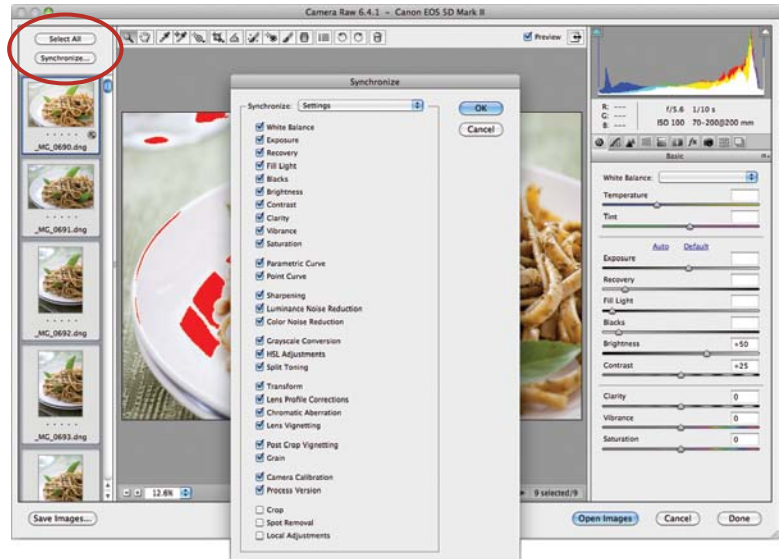 Camera Raw 6.4.1 – Canon EOS 5D Mark II
Select All
Synchronize...
Preview
_MG_0690.dng
_MG_0691.dng
_MG_0692.dng
_MG_0693.dng
Synchronize
Synchronize: Settings
OK
Cancel
White Balance
Exposure
Recovery
Fill Light
Blacks
Brightness
Contrast
Clarity
Vibrance
Saturation
Parametric Curve
Point Curve
Sharpening
Luminance Noise Reduction
Color Noise Reduction
Grayscale Conversion
HSL Adjustments
Split Toning
Transform
Lens Profile Corrections
Chromatic Aberration
Lens Vignetting
Post Crop Vignetting
Grain
Camera Calibration
Process Version
Crop
Spot Removal
Local Adjustments
R: ---
G: ---
B: ---
f/5.6 1/10 s
ISO 100 70-200@200 mm
Basic
White Balance:
Temperature
Tint
Auto Default
Exposure
Recovery
Fill Light
Blacks
Brightness +50
Contrast +25
Clarity 0
Vibrance 0
Saturation 0
12.6%
9 selected/9
Save Images...
Open Images
Cancel
Done